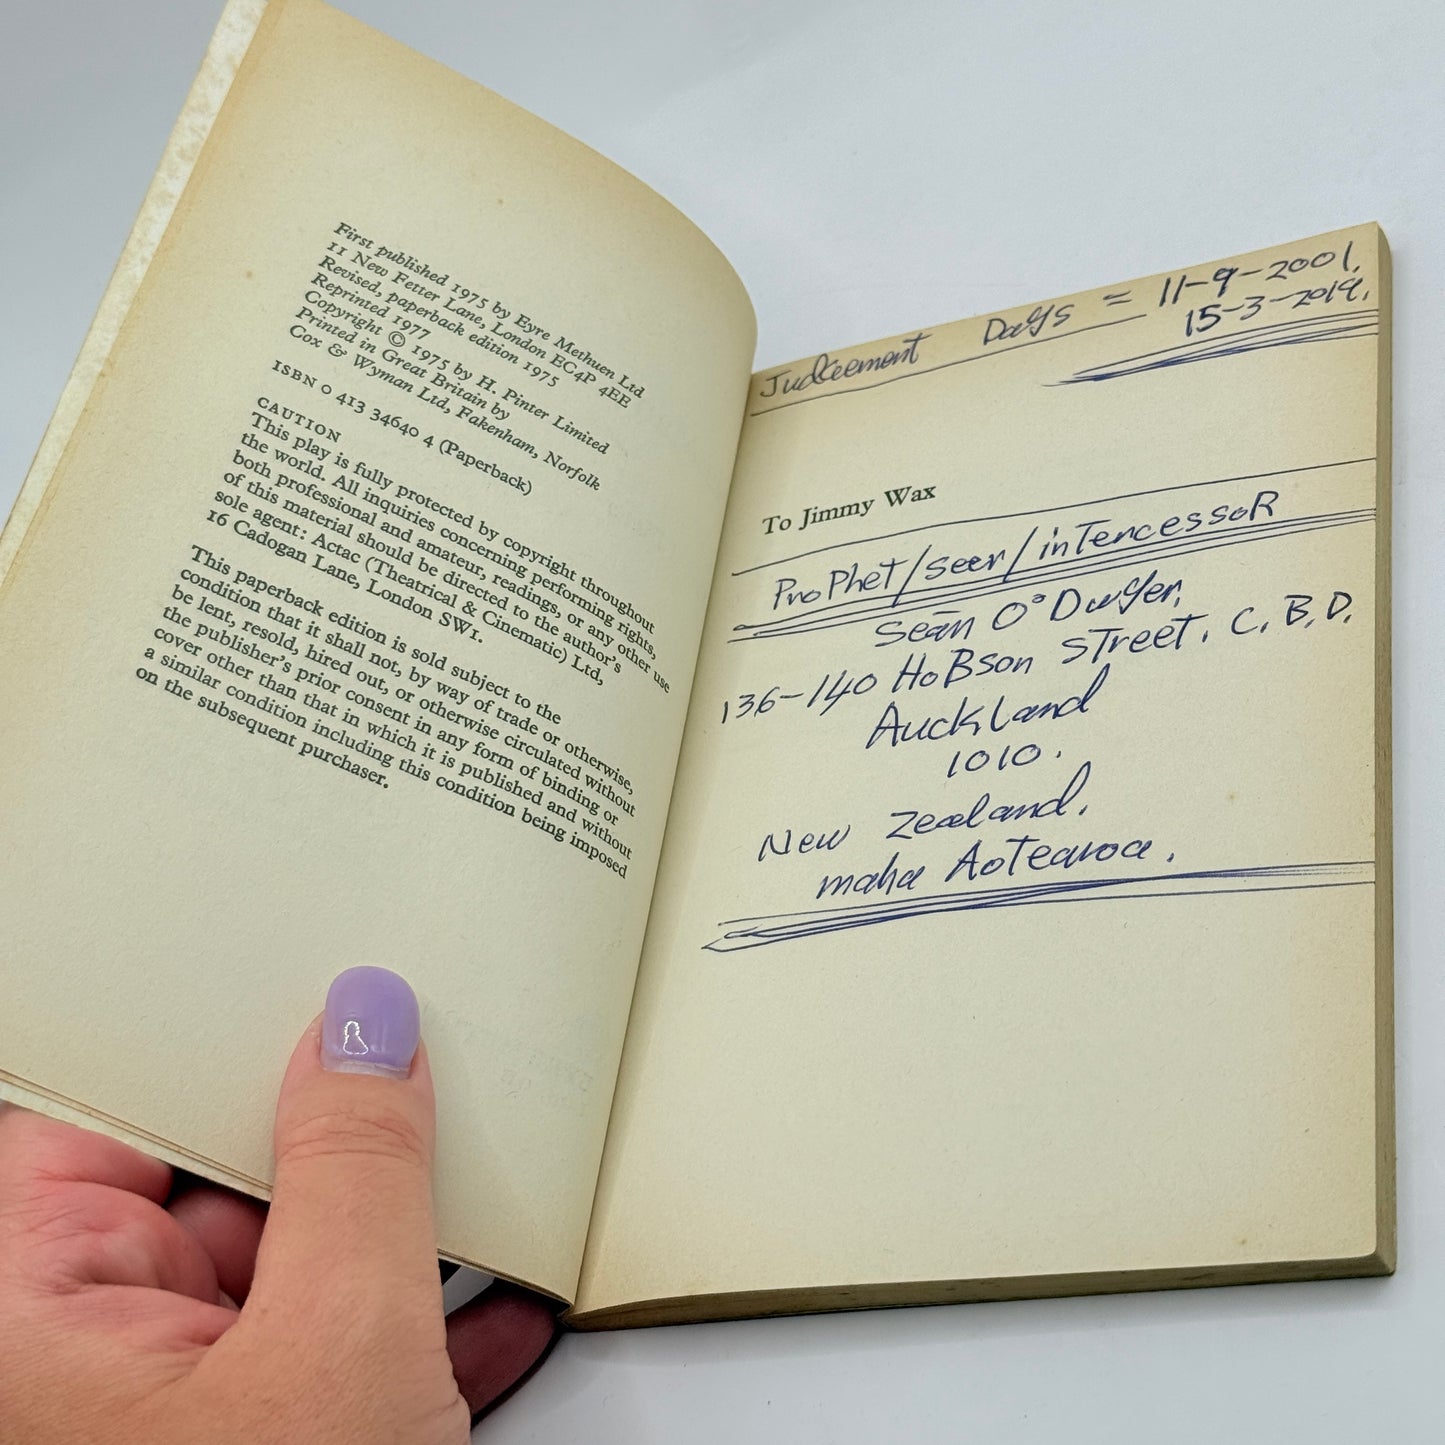 First published 1975 by Eyre Methuen Ltd
11 New Fetter Lane, London EC4P 4EE
Revised, paperback edition 1975
Reprinted 1977
Copyright © 1975 by H. Pinter Limited
Printed in Great Britain by
Cox & Wyman Ltd, Fakenham, Norfolk
ISBN 0 413 34640 4 (Paperback)
CAUTION
This play is fully protected by copyright throughout
the world. All inquiries concerning performing rights,
both professional and amateur, readings, or any other use
of this material should be directed to the author's
sole agent: Actac (Theatrical & Cinematic) Ltd,
16 Cadogan Lane, London SW1.
This paperback edition is sold subject to the
condition that it shall not, by way of trade or otherwise,
be lent, resold, hired out, or otherwise circulated without
the publisher's prior consent in any form of binding or
cover other than that in which it is published and without
a similar condition including this condition being imposed
on the subsequent purchaser.
Judgement Days = 11-9-2001.
15-3-2019.
To Jimmy Wax
Prophet/seer/intercessor
Seán O'Dwyer.
136-140 Hobson Street. C.B.D.
Auckland
1010.
New Zealand.
maha Aotearoa.